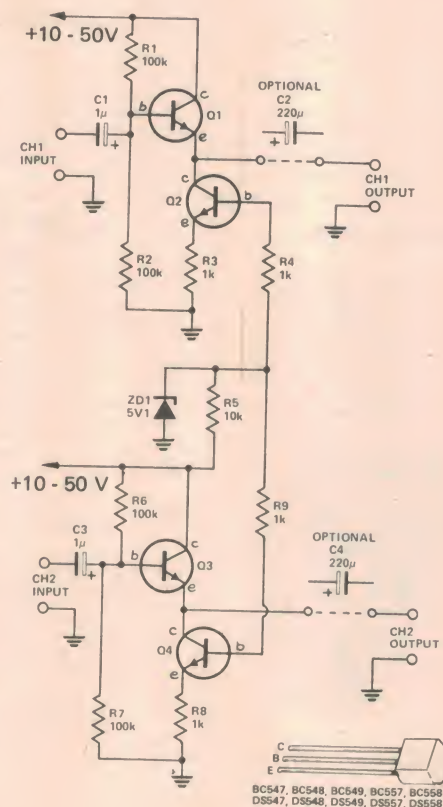 +10 - 50V
R1
100k
C1
1µ
+
b
c
Q1
e
CH1
INPUT
OPTIONAL
C2
220µ
+
CH1
OUTPUT
c
Q2
b
e
R2
100k
R3
1k
R4
1k
ZD1
5V1
R5
10k
+10 - 50 V
R6
100k
C3
1µ
+
b
c
Q3
e
CH2
INPUT
R9
1k
OPTIONAL
C4
220µ
+
CH2
OUTPUT
c
Q4
b
e
R7
100k
R8
1k
C
B
E
BC547, BC548, BC549, BC557, BC558
DS547, DS548, DS549, DS557,